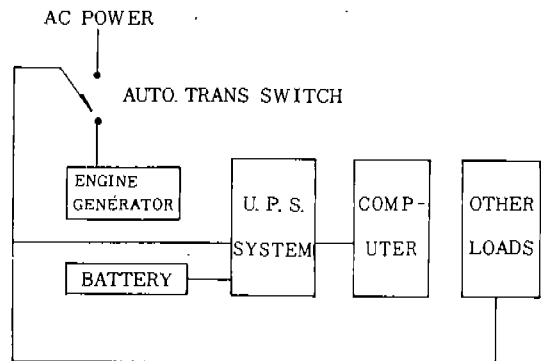 AC POWER
AUTO. TRANS SWITCH
ENGINE
GENERATOR
U. P. S.
SYSTEM
COMP-
UTER
OTHER
LOADS
BATTERY